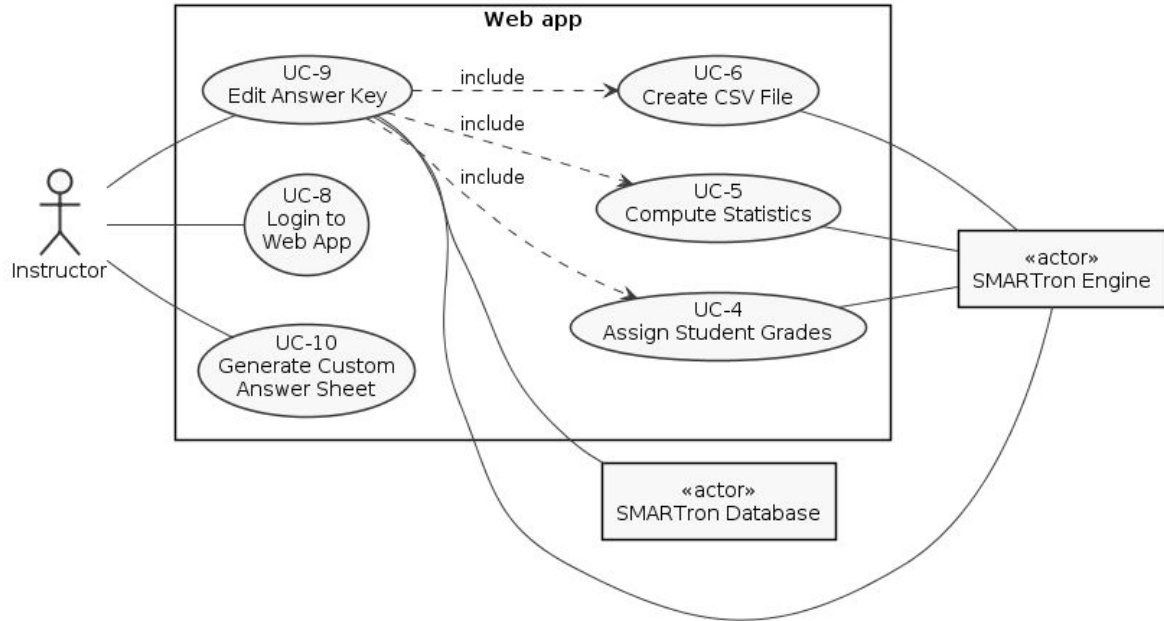 Web app
UC-9
Edit Answer Key
include
UC-6
Create CSV File
include
include
UC-8
Login to
Web App
UC-5
Compute Statistics
Instructor
«actor»
SMARTron Engine
UC-10
Generate Custom
Answer Sheet
UC-4
Assign Student Grades
«actor»
SMARTron Database